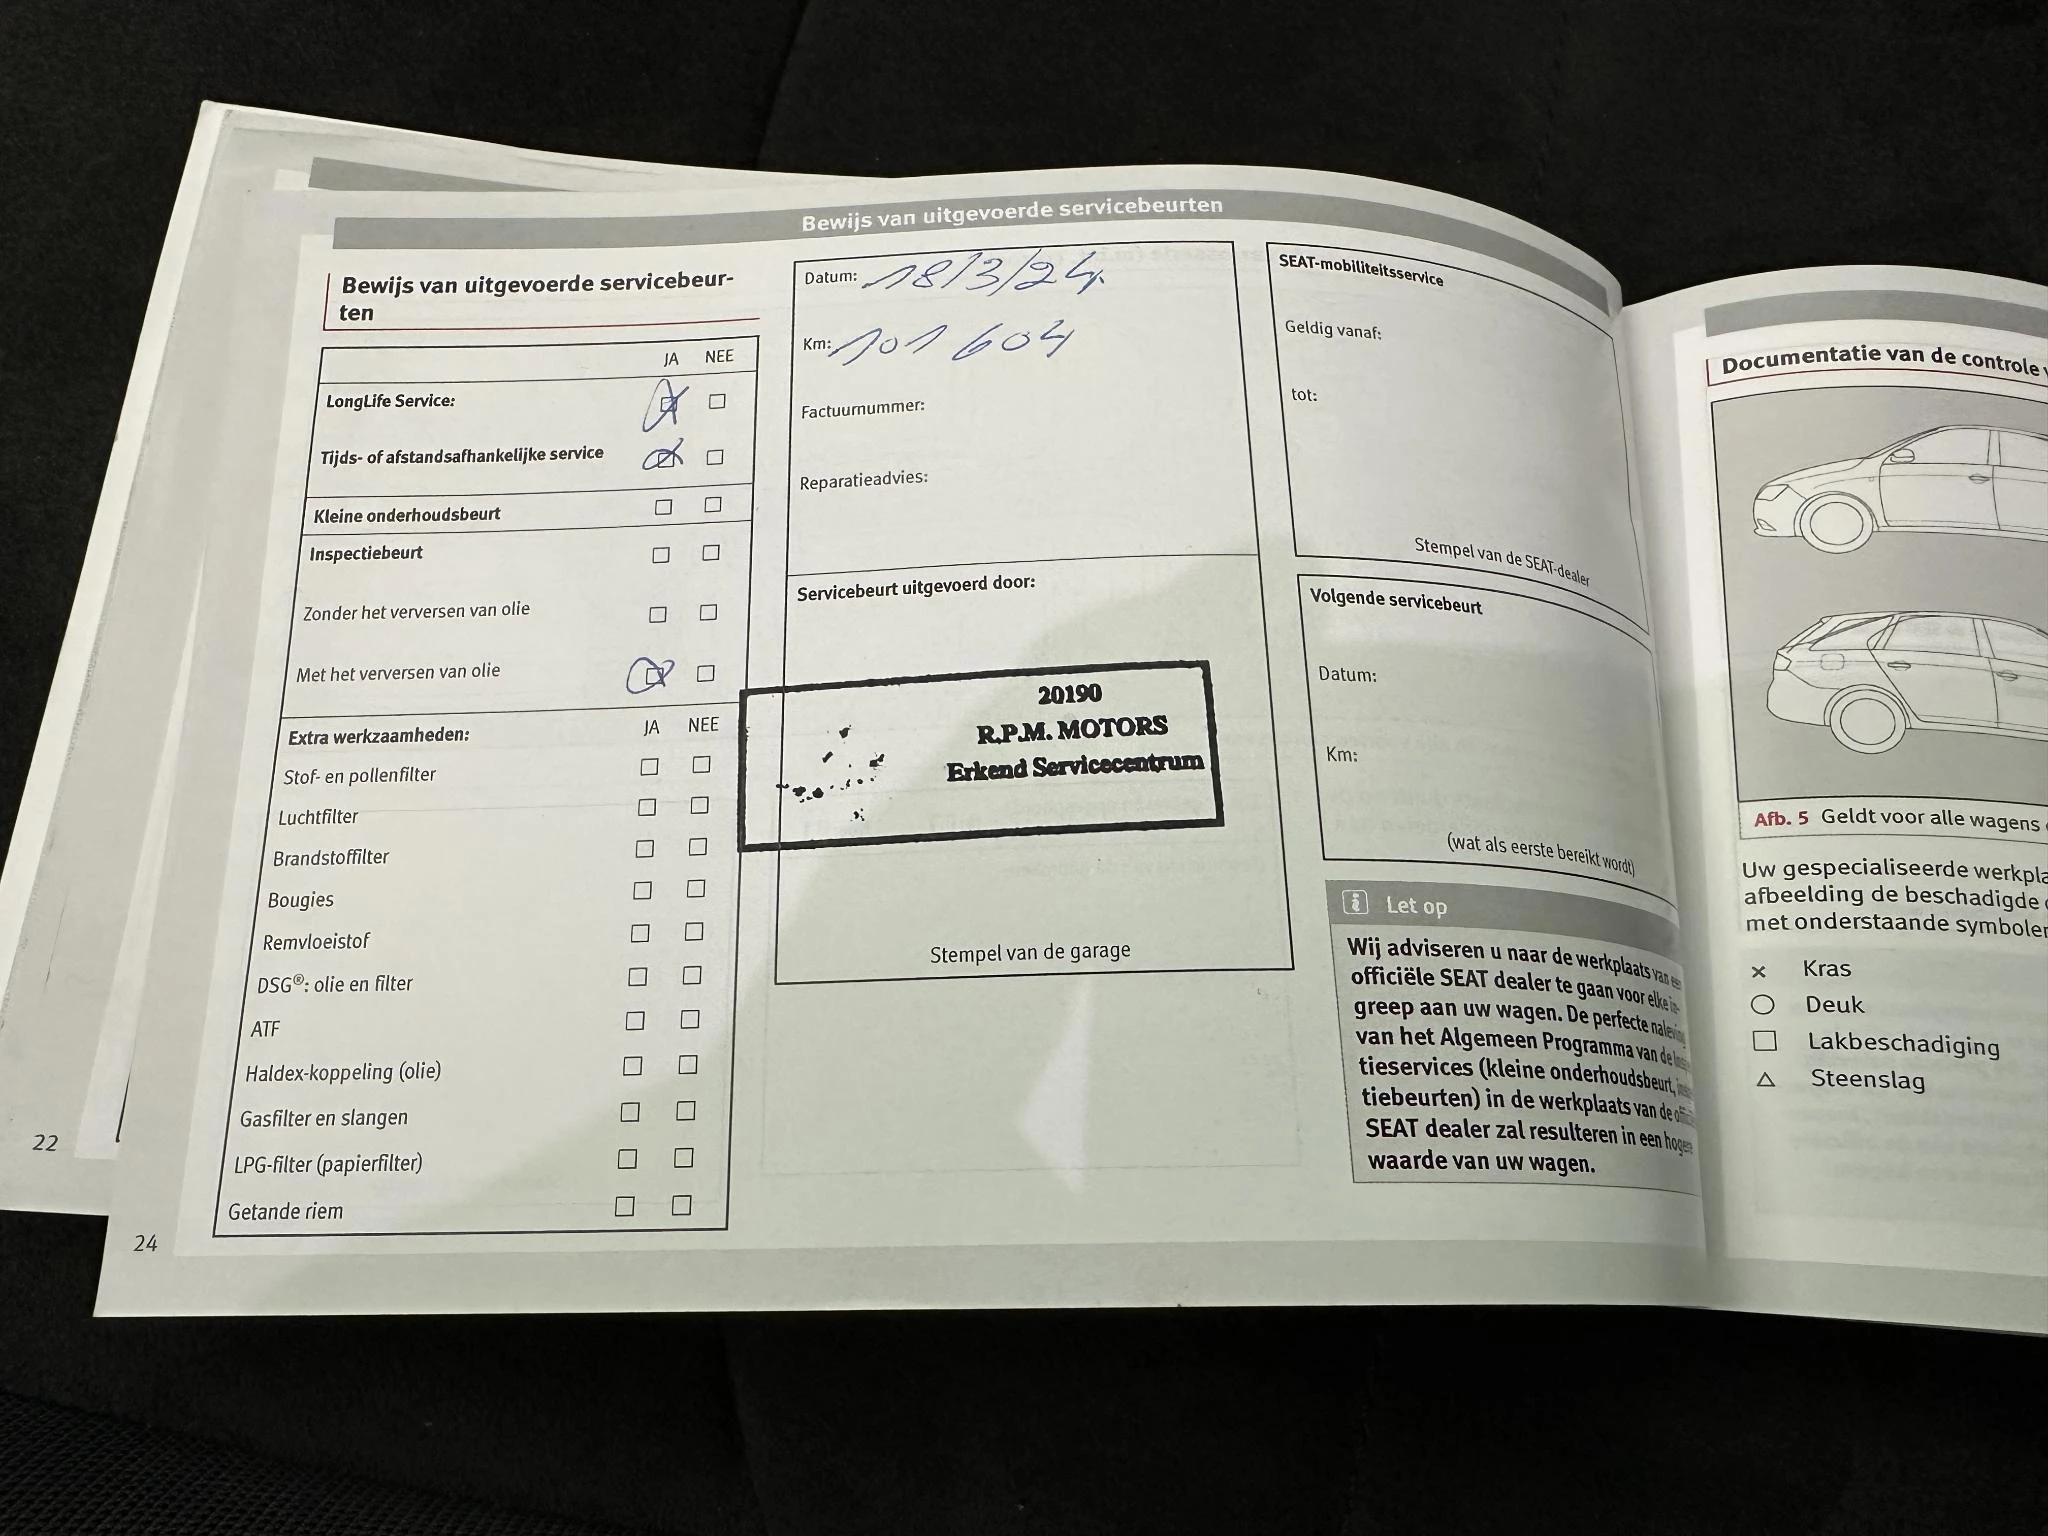 Bewijs van uitgevoerde servicebeurten
Bewijs van uitgevoerde servicebeur-
ten
JA NEE
LongLife Service:
Tijds- of afstandsafhankelijke service
Kleine onderhoudsbeurt
Inspectiebeurt
Zonder het verversen van olie
Met het verversen van olie
Extra werkzaamheden: JA NEE
Stof- en pollenfilter
Luchtfilter
Brandstoffilter
Bougies
Remvloeistof
DSG®: olie en filter
ATF
Haldex-koppeling (olie)
Gasfilter en slangen
LPG-filter (papierfilter)
Getande riem
Datum: 18/3/24
Km: 101 604
Factuurnummer:
Reparatieadvies:
Servicebeurt uitgevoerd door:
20190
R.P.M. MOTORS
Erkend Servicecentrum
Stempel van de garage
SEAT-mobiliteitsservice
Geldig vanaf:
tot:
Stempel van de SEAT-dealer
Volgende servicebeurt
Datum:
Km:
(wat als eerste bereikt wordt)
Let op
Wij adviseren u naar de werkplaats van een
officiële SEAT dealer te gaan voor elke in-
greep aan uw wagen. De perfecte naleving
van het Algemeen Programma van de
tieservices (kleine onderhoudsbeurt,
tiebeurten) in de werkplaats van de
SEAT dealer zal resulteren in een hogere
waarde van uw wagen.
22
24
Documentatie van de controle
Afb. 5 Geldt voor alle wagens
Uw gespecialiseerde
afbeelding de beschadigde
met onderstaande
× Kras
○ Deuk
□ Lakbeschadiging
△ Steenslag